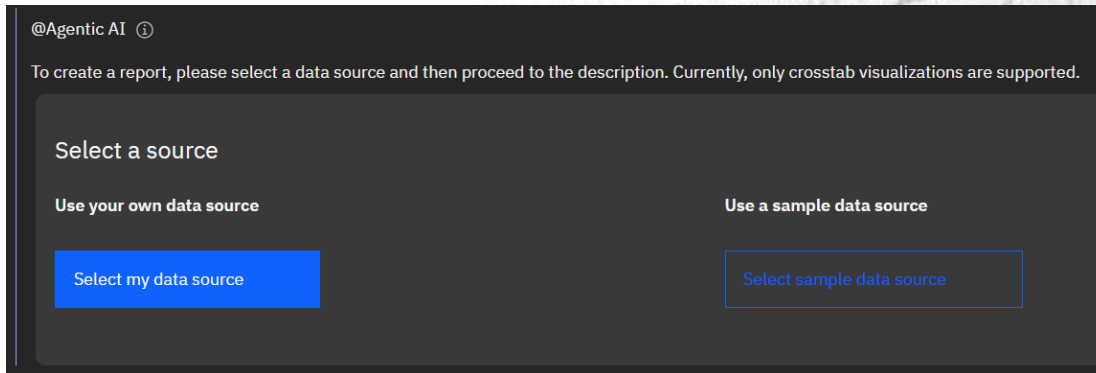 @Agentic AI
To create a report, please select a data source and then proceed to the description. Currently, only crosstab visualizations are supported.
Select a source
Use your own data source
Use a sample data source
Select my data source
Select sample data source